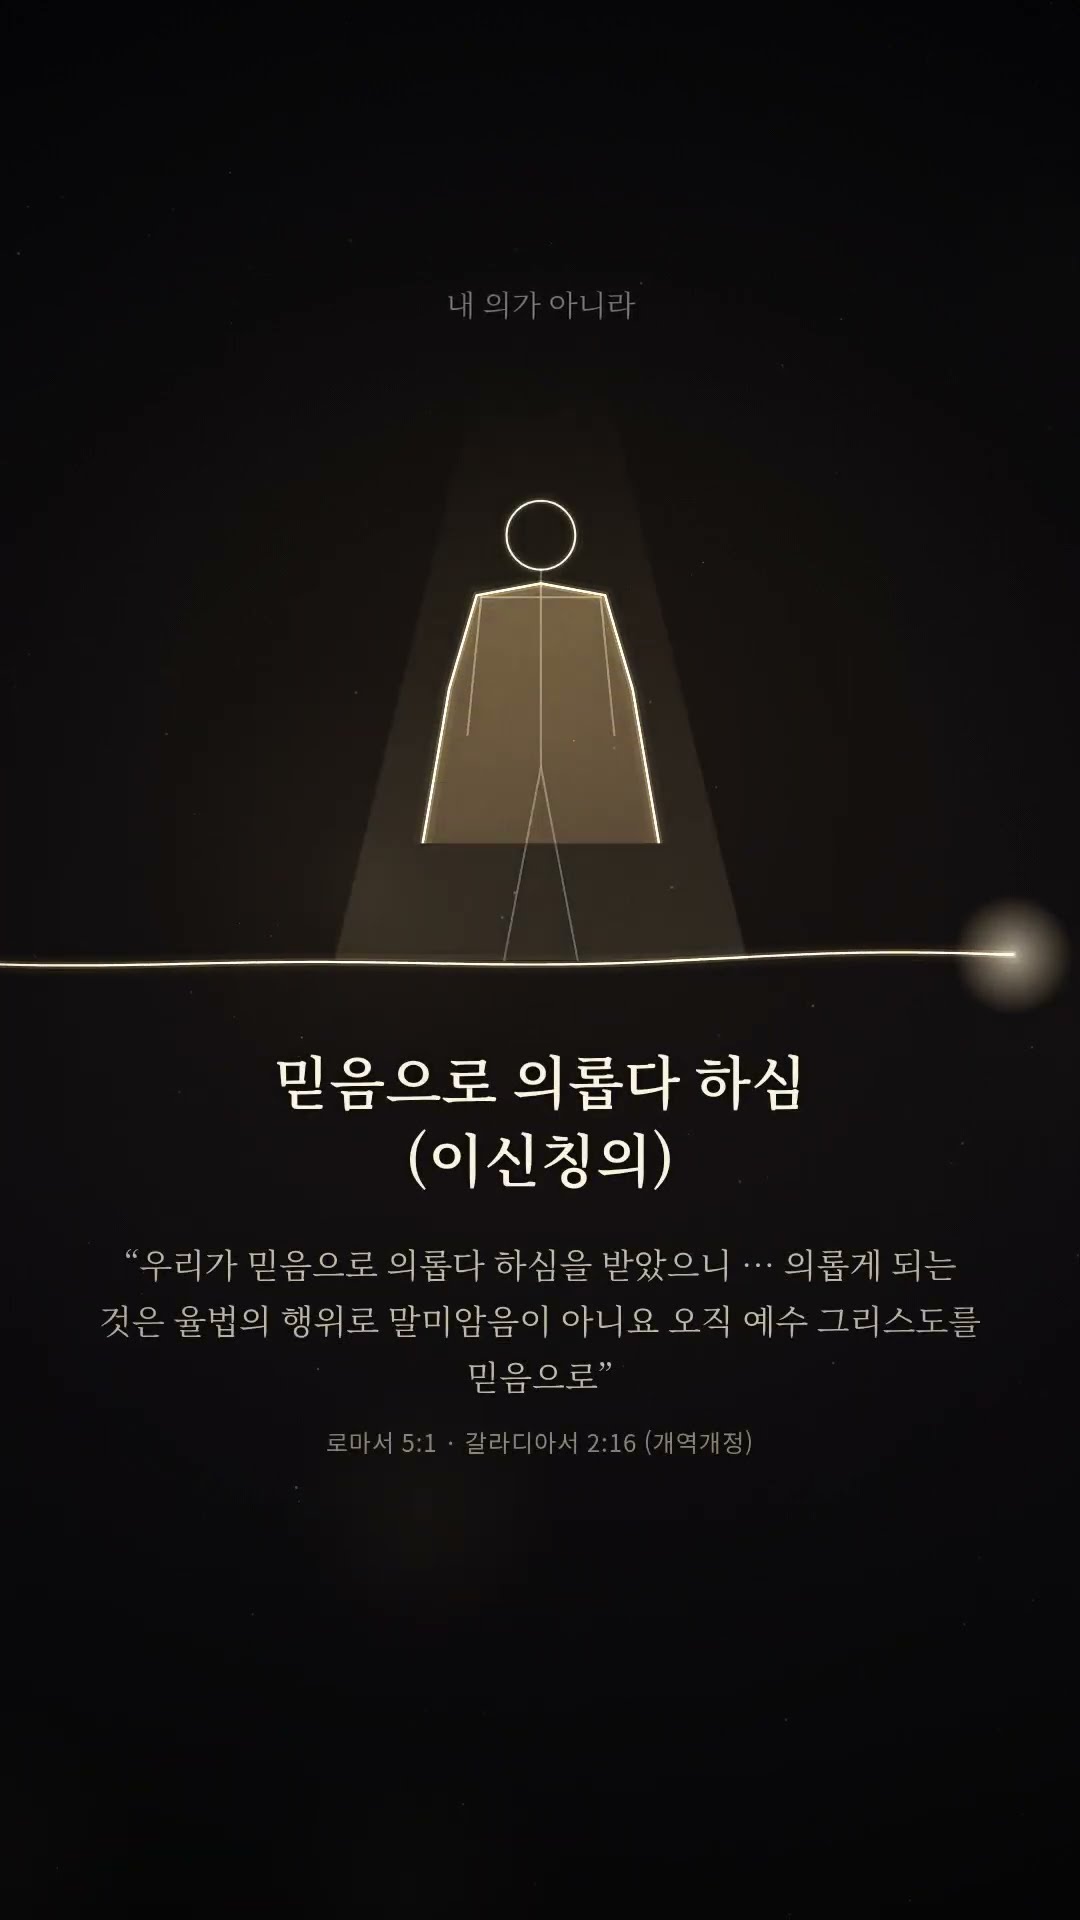 내 의가 아니라
믿음으로 의롭다 하심
(이신칭의)
“우리가 믿음으로 의롭다 하심을 받았으니 … 의롭게 되는
것은 율법의 행위로 말미암음이 아니요 오직 예수 그리스도를
믿음으로”
로마서 5:1 · 갈라디아서 2:16 (개역개정)